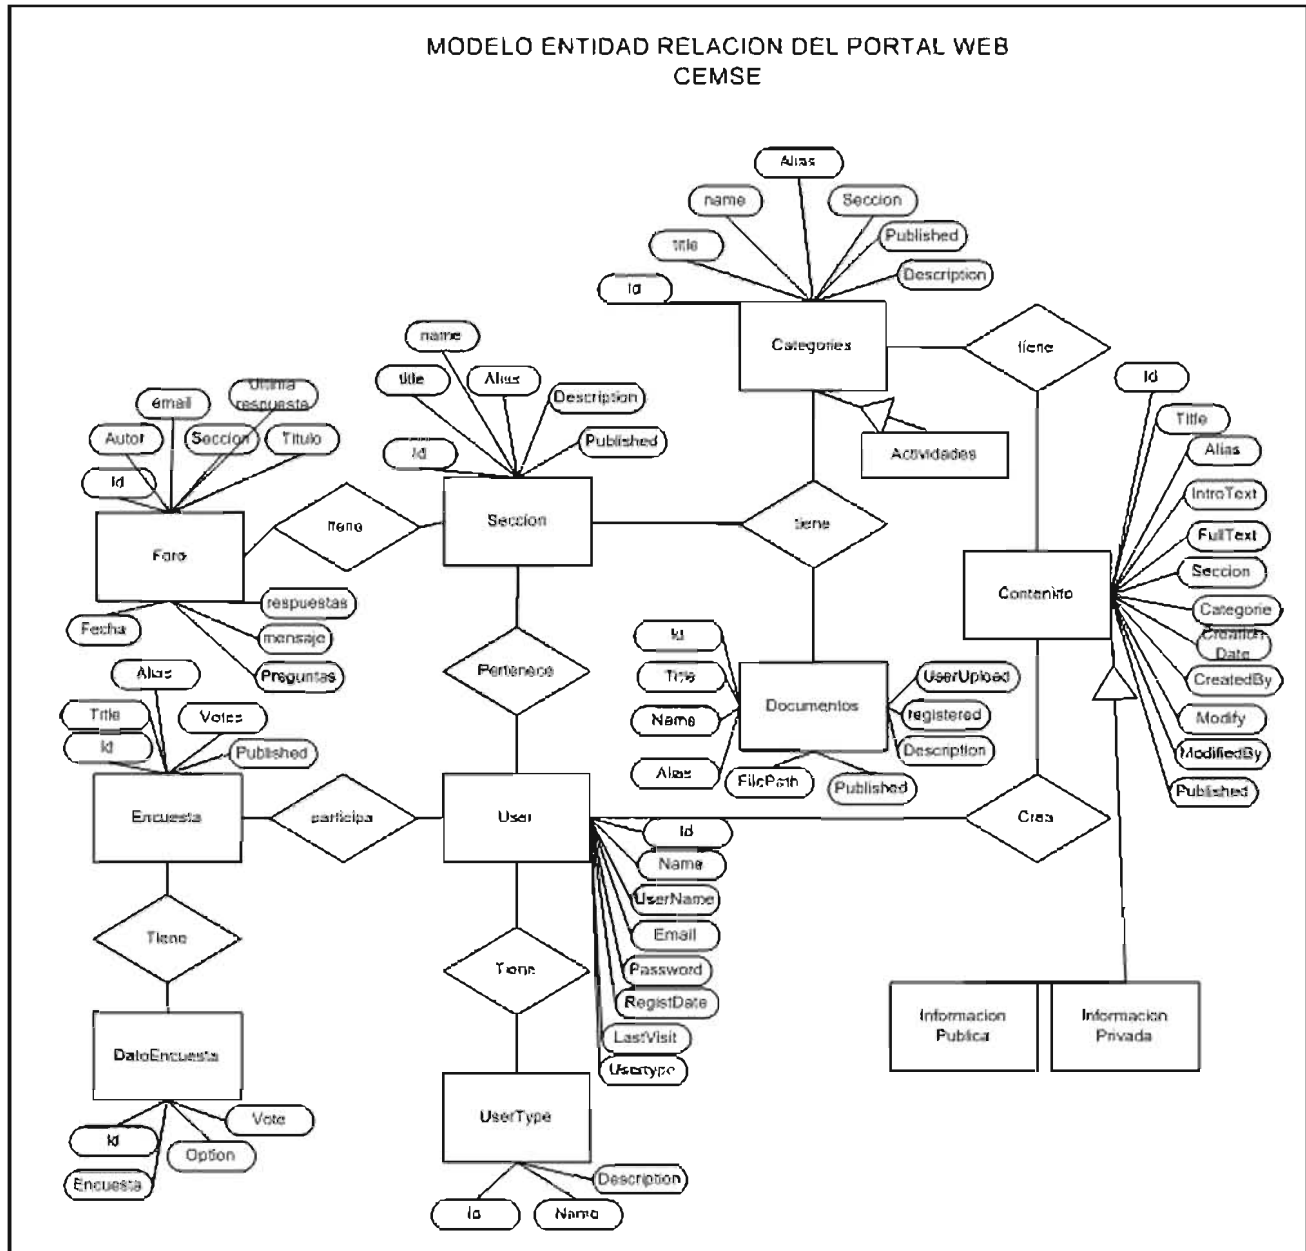 MODELO ENTIDAD RELACION DEL PORTAL WEB
CEMSE
Alias
name
Seccion
title
Published
Description
Id
Categories
tiene
Actividades
name
title
Alias
Description
Published
Id
Seccion
email
Ultima
respuesta
Autor
Seccion
Titulo
Id
Foro
tiene
tiene
respuestas
Fecha
mensaje
Preguntas
Pertenece
Id
Title
Alias
IntroText
FullText
Seccion
Categorie
Creation
Date
CreatedBy
Modify
ModifiedBy
Published
Contenido
Id
Title
Name
Alias
FilePath
Published
UserUpload
registered
Description
Documentos
Alias
Title
Votes
Id
Published
Encuesta
participa
User
Crea
Id
Name
UserName
Email
Password
RegistDate
LastVisit
Usertype
Tiene
Tiene
Informacion
Publica
Informacion
Privada
DatoEncuesta
Vote
Id
Option
Encuesta
UserType
Description
Id
Name